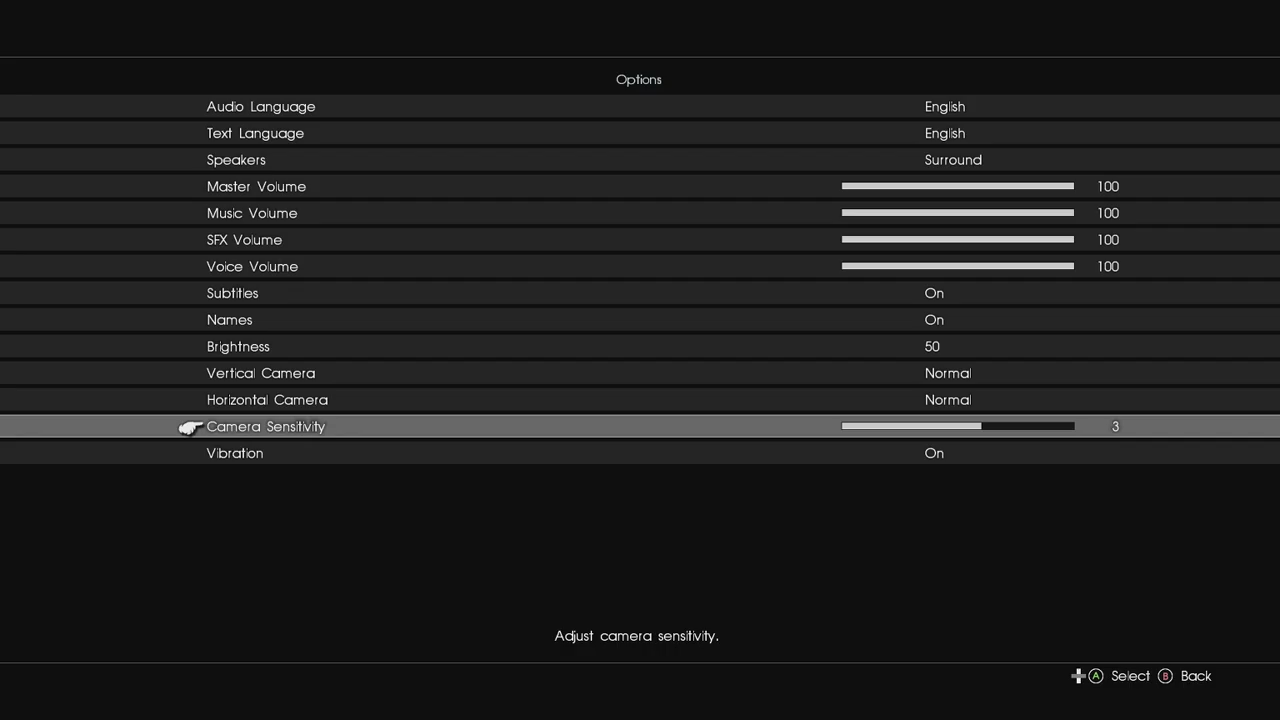 Options
Audio Language English
Text Language English
Speakers Surround
Master Volume 100
Music Volume 100
SFX Volume 100
Voice Volume 100
Subtitles On
Names On
Brightness 50
Vertical Camera Normal
Horizontal Camera Normal
Camera Sensitivity 3
Vibration On
Adjust camera sensitivity.
A Select B Back